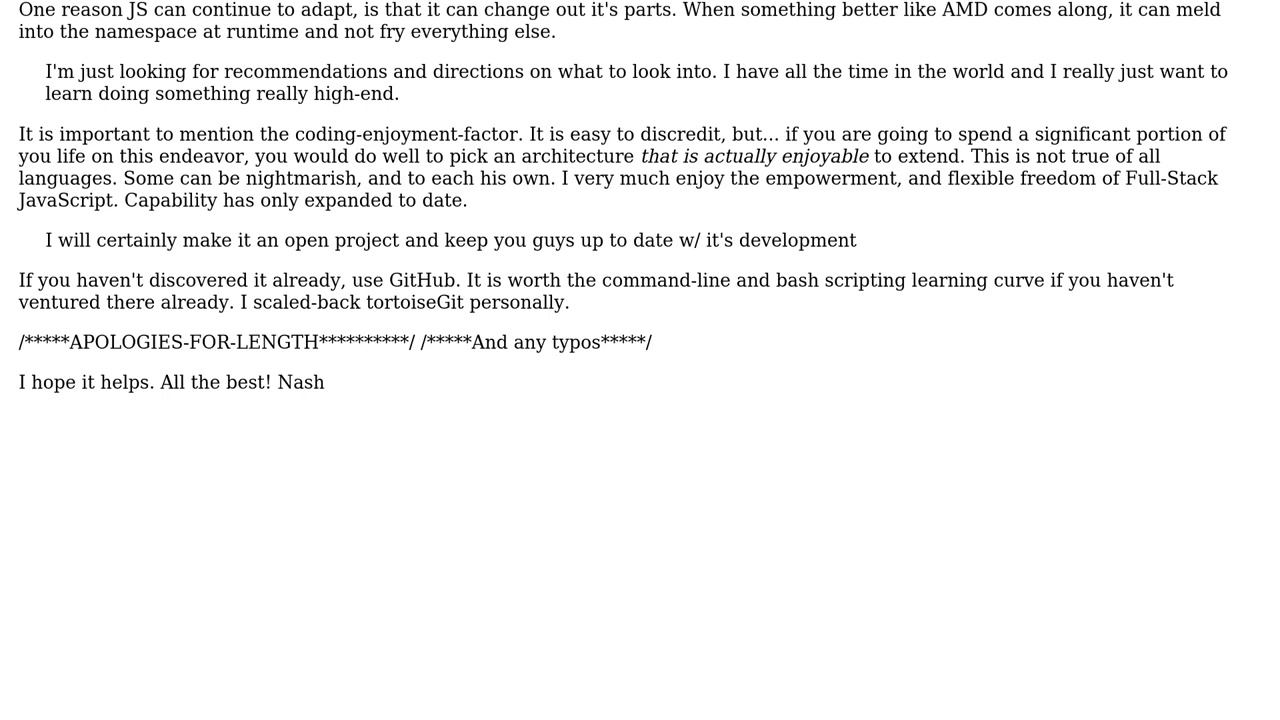 One reason JS can continue to adapt, is that it can change out it's parts. When something better like AMD comes along, it can meld
into the namespace at runtime and not fry everything else.
I'm just looking for recommendations and directions on what to look into. I have all the time in the world and I really just want to
learn doing something really high-end.
It is important to mention the coding-enjoyment-factor. It is easy to discredit, but... if you are going to spend a significant portion of
you life on this endeavor, you would do well to pick an architecture that is actually enjoyable to extend. This is not true of all
languages. Some can be nightmarish, and to each his own. I very much enjoy the empowerment, and flexible freedom of Full-Stack
JavaScript. Capability has only expanded to date.
I will certainly make it an open project and keep you guys up to date w/ it's development
If you haven't discovered it already, use GitHub. It is worth the command-line and bash scripting learning curve if you haven't
ventured there already. I scaled-back tortoiseGit personally.
/*****APOLOGIES-FOR-LENGTH**********/ /*****And any typos*****/
I hope it helps. All the best! Nash